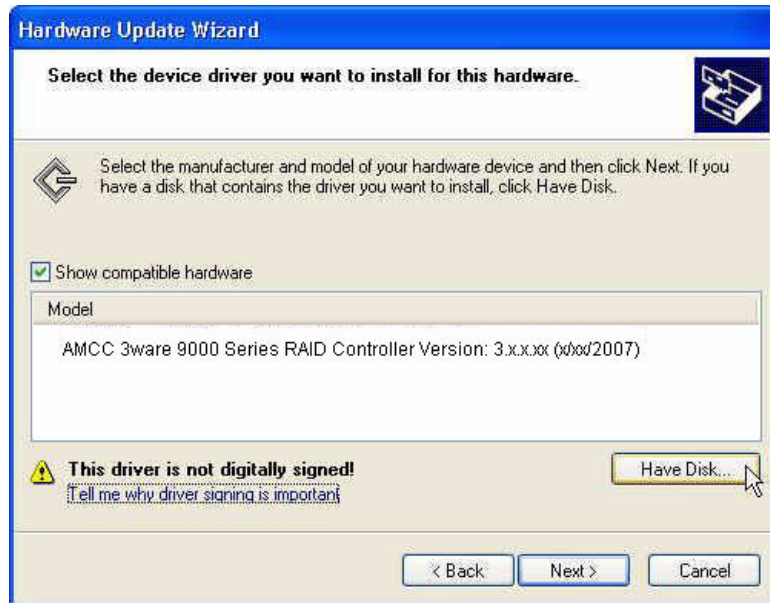 Hardware Update Wizard
Select the device driver you want to install for this hardware.
Select the manufacturer and model of your hardware device and then click Next. If you
have a disk that contains the driver you want to install, click Have Disk.
Show compatible hardware
Model
AMCC 3ware 9000 Series RAID Controller Version: 3.x.x.xx (x/xx/2007)
This driver is not digitally signed!
Have Disk...
Tell me why driver signing is important
< Back
Next >
Cancel